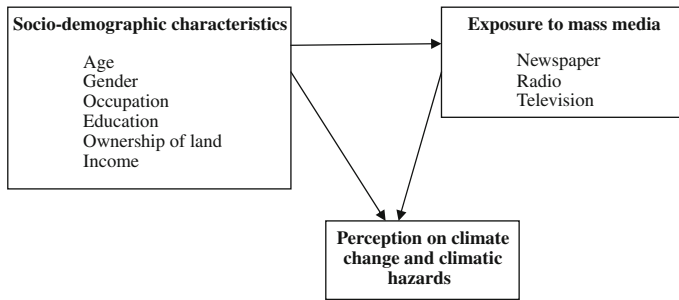 Socio-demographic characteristics
Age
Gender
Occupation
Education
Ownership of land
Income
Exposure to mass media
Newspaper
Radio
Television
Perception on climate
change and climatic
hazards